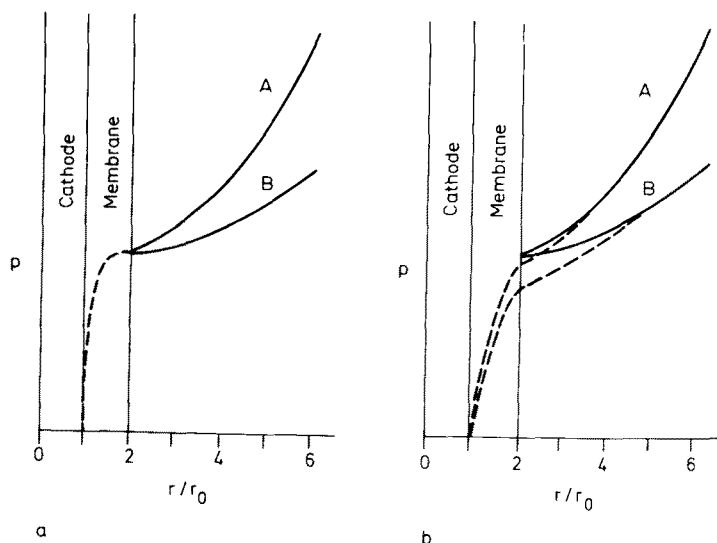 A
B
Cathode
Membrane
p
0 2 4 6
r/r₀
a
A
B
Cathode
Membrane
p
0 2 4 6
r/r₀
b